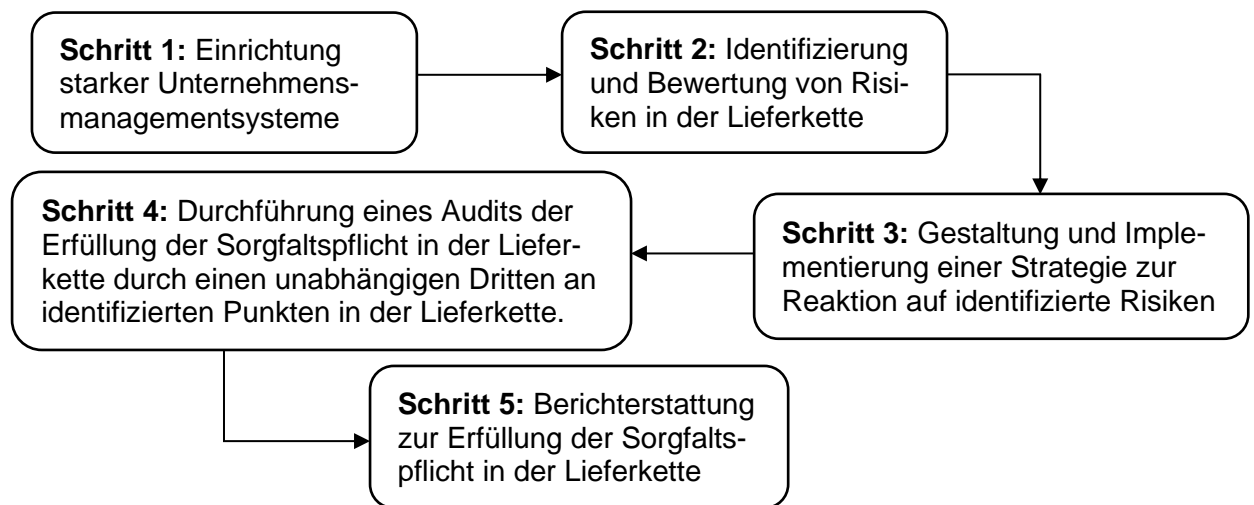 Schritt 1: Einrichtung
starker Unternehmens-
managementsysteme
Schritt 2: Identifizierung
und Bewertung von Risi-
ken in der Lieferkette
Schritt 3: Gestaltung und Imple-
mentierung einer Strategie zur
Reaktion auf identifizierte Risiken
Schritt 4: Durchführung eines Audits der
Erfüllung der Sorgfaltspflicht in der Liefer-
kette durch einen unabhängigen Dritten an
identifizierten Punkten in der Lieferkette.
Schritt 5: Berichterstattung
zur Erfüllung der Sorgfalts-
pflicht in der Lieferkette